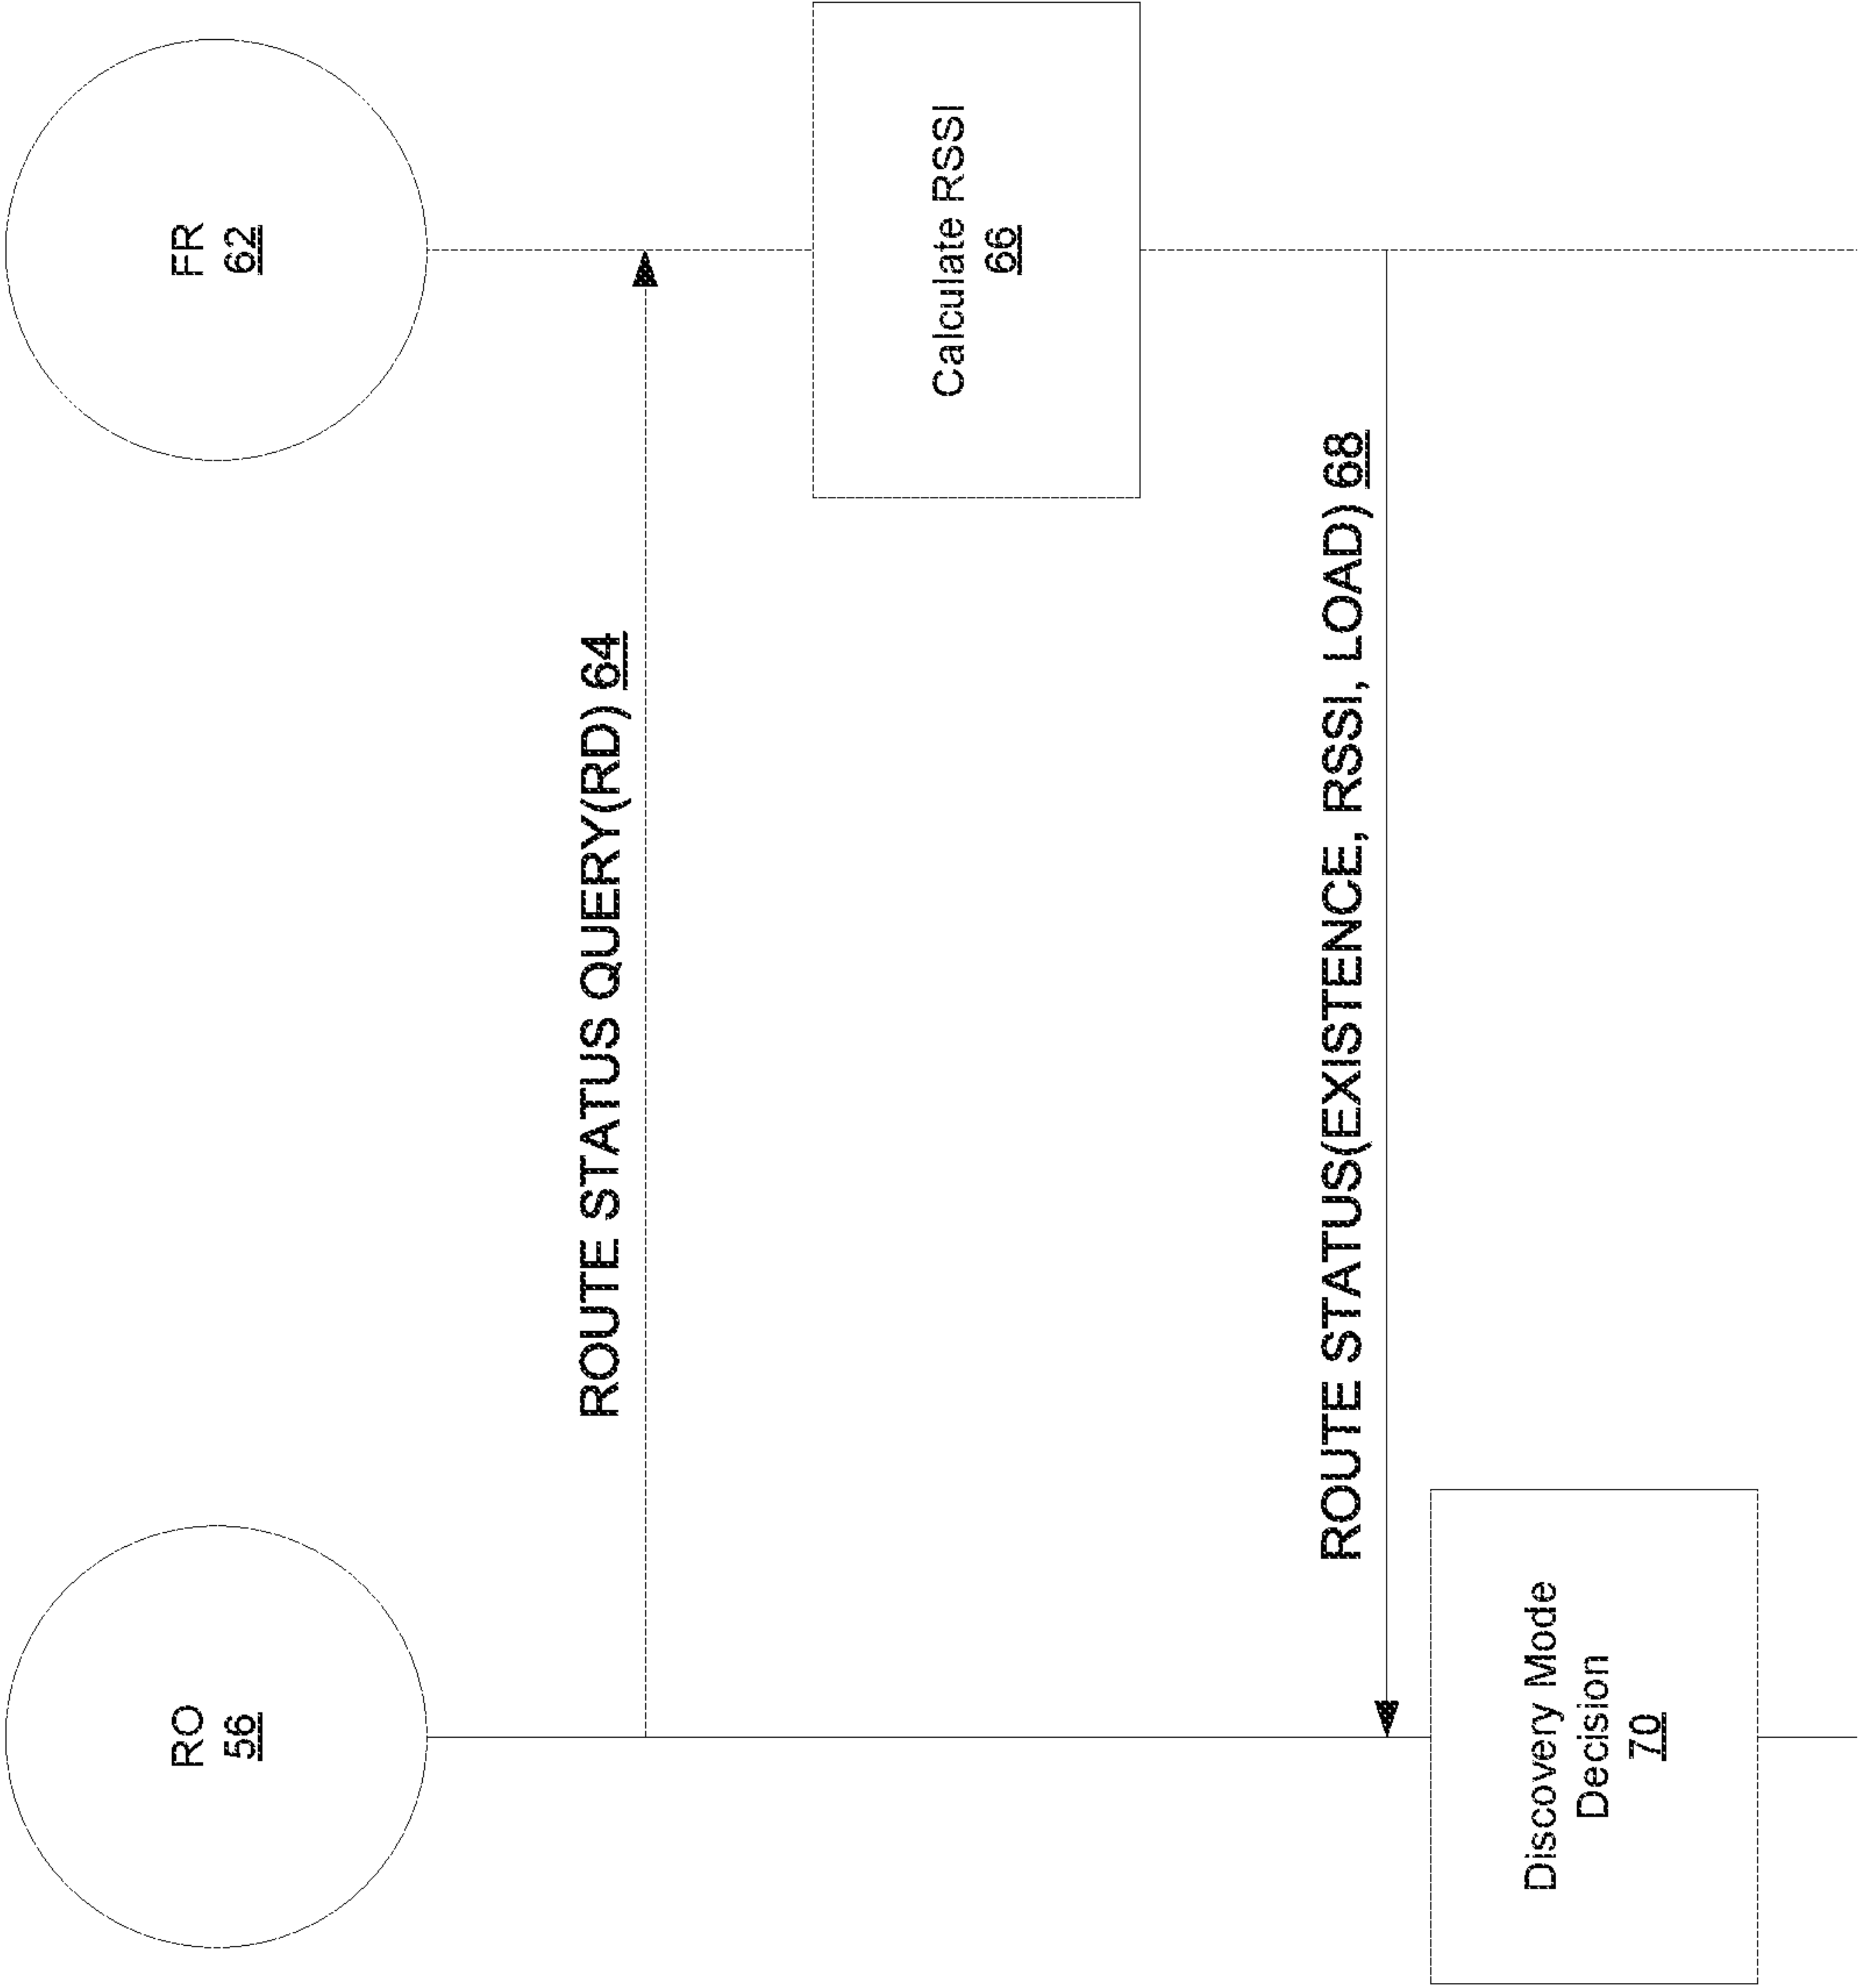 RO
56
FR
62
ROUTE STATUS QUERY(RD) 64
Calculate RSSI
66
ROUTE STATUS(EXISTENCE, RSSI, LOAD) 68
Discovery Mode
Decision
70